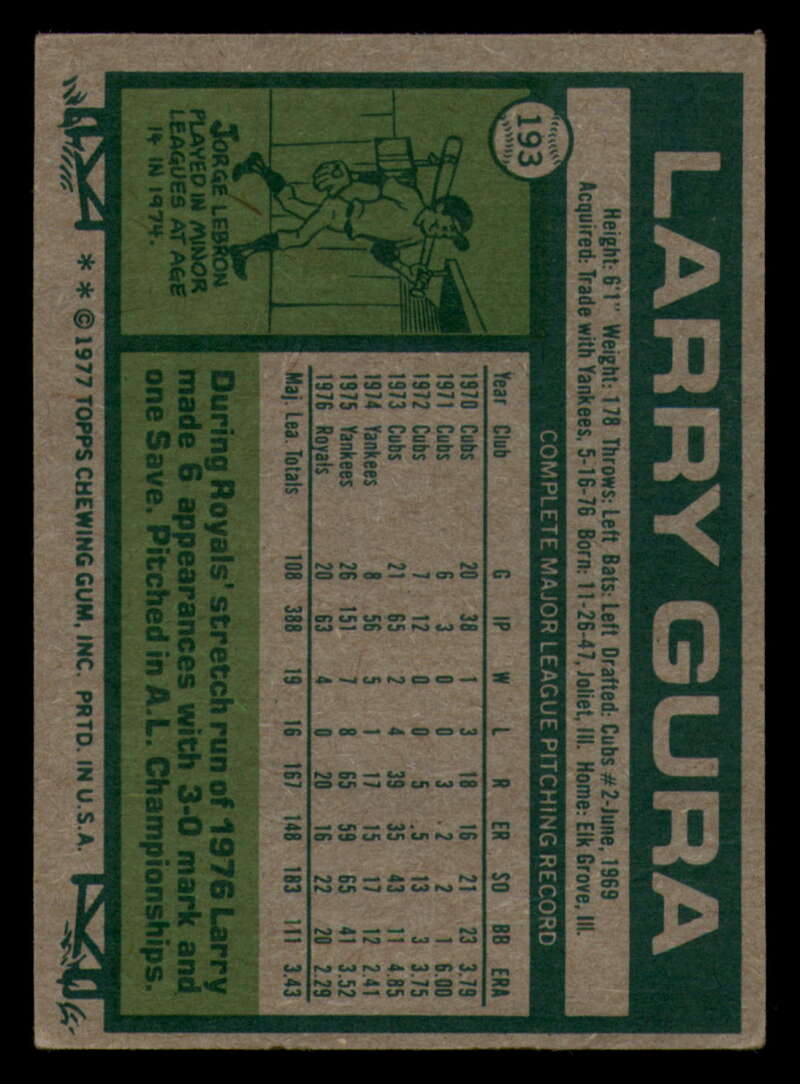 193
LARRY GURA
Height: 6'1" Weight: 178 Throws: Left Bats: Left Drafted: Cubs #2-June, 1969
Acquired: Trade with Yankees, 5-16-76 Born: 11-26-47, Joliet, Ill. Home: Elk Grove, Ill.
COMPLETE MAJOR LEAGUE PITCHING RECORD
Year Club G IP W L R ER SO BB ERA
1970 Cubs 20 38 1 3 18 16 21 23 3.79
1971 Cubs 6 3 0 0 3 2 2 1 6.00
1972 Cubs 7 12 0 0 5 5 13 3 3.75
1973 Cubs 21 65 2 4 39 35 43 11 4.85
1974 Yankees 8 56 5 1 17 15 17 12 2.41
1975 Yankees 26 151 7 8 65 59 65 41 3.52
1976 Royals 20 63 4 0 20 16 22 20 2.29
Maj. Lea. Totals 108 388 19 16 167 148 183 111 3.43
JORGE LEBRON
PLAYED IN MINOR
LEAGUES AT AGE
14 IN 1974.
During Royals' stretch run of 1976 Larry
made 6 appearances with 3-0 mark and
one Save. Pitched in A.L. Championships.
* * © 1977 TOPPS CHEWING GUM, INC. PRTD. IN U.S.A.